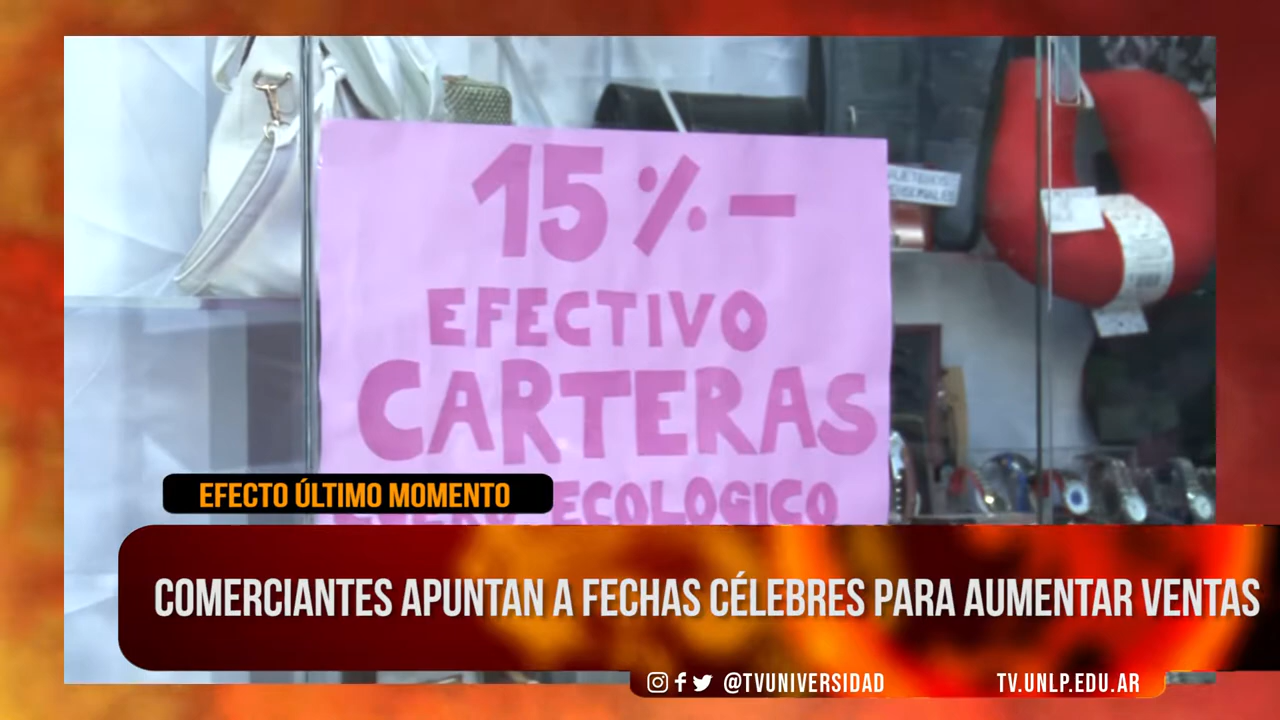 15%-
EFECTIVO
CARTERAS
ECOLOGICO
EFECTO ÚLTIMO MOMENTO
COMERCIANTES APUNTAN A FECHAS CÉLEBRES PARA AUMENTAR VENTAS
@TVUNIVERSIDAD
TV.UNLP.EDU.AR